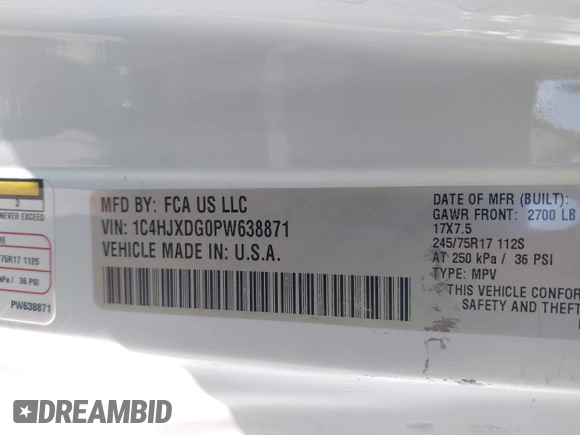 3
NEVER EXCEED
RE
75R17 112S
kPa / 36 PSI
PW638871
MFD BY: FCA US LLC
VIN: 1C4HJXDG0PW638871
VEHICLE MADE IN: U.S.A.
DATE OF MFR (BUILT):
GAWR FRONT: 2700 LB
17X7.5
245/75R17 112S
AT 250 kPa / 36 PSI
TYPE: MPV
THIS VEHICLE CONFOR
SAFETY AND THEFT
DREAMBID